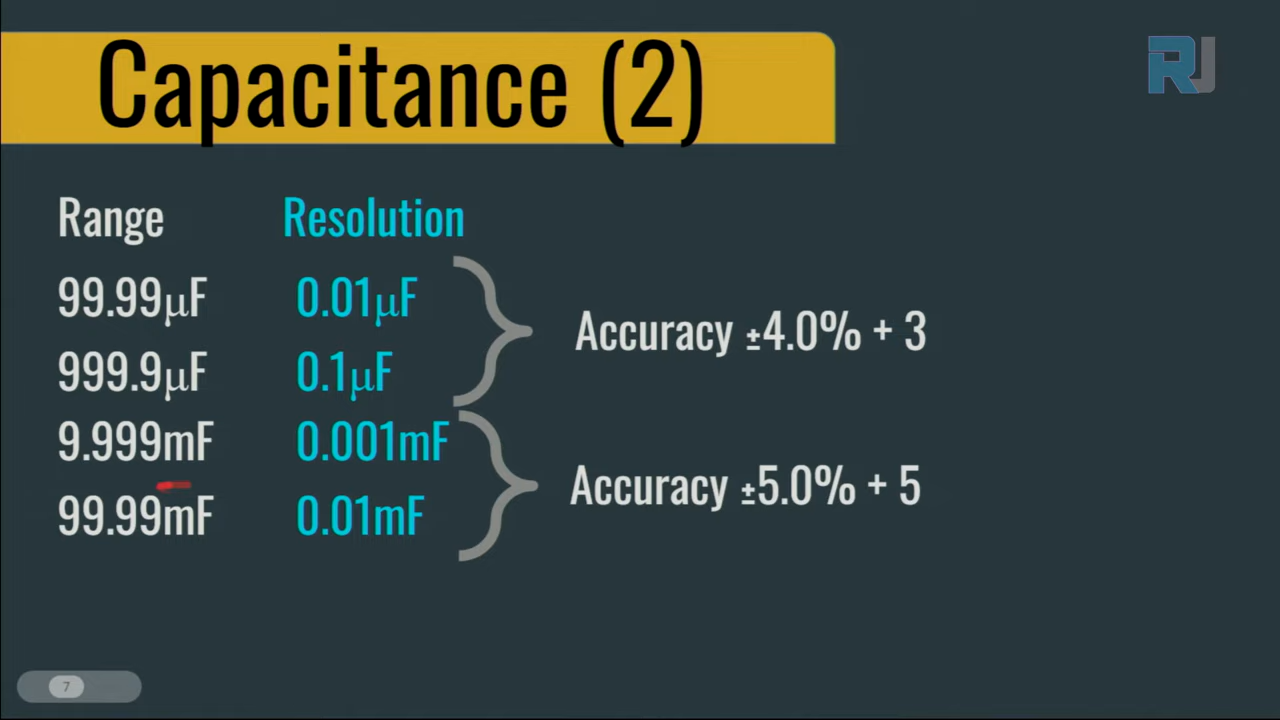 Capacitance (2)
RJ
Range Resolution
99.99µF 0.01µF
999.9µF 0.1µF
Accuracy ±4.0% + 3
9.999mF 0.001mF
99.99mF 0.01mF
Accuracy ±5.0% + 5
7